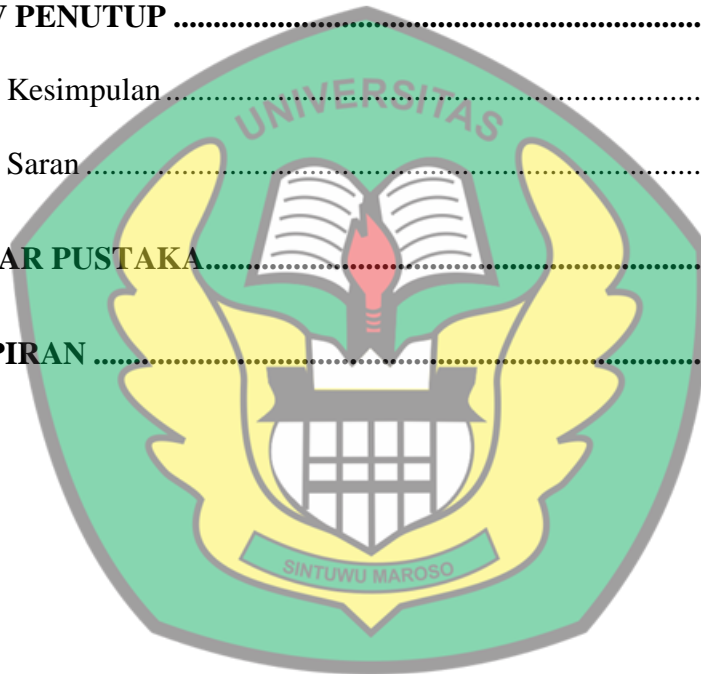 V PENUTUP ........................................................................
UNIVERSITAS
Kesimpulan ........................................................................
Saran ........................................................................
AR PUSTAKA ........................................................................
PIRAN ........................................................................
SINTUWU MAROSO